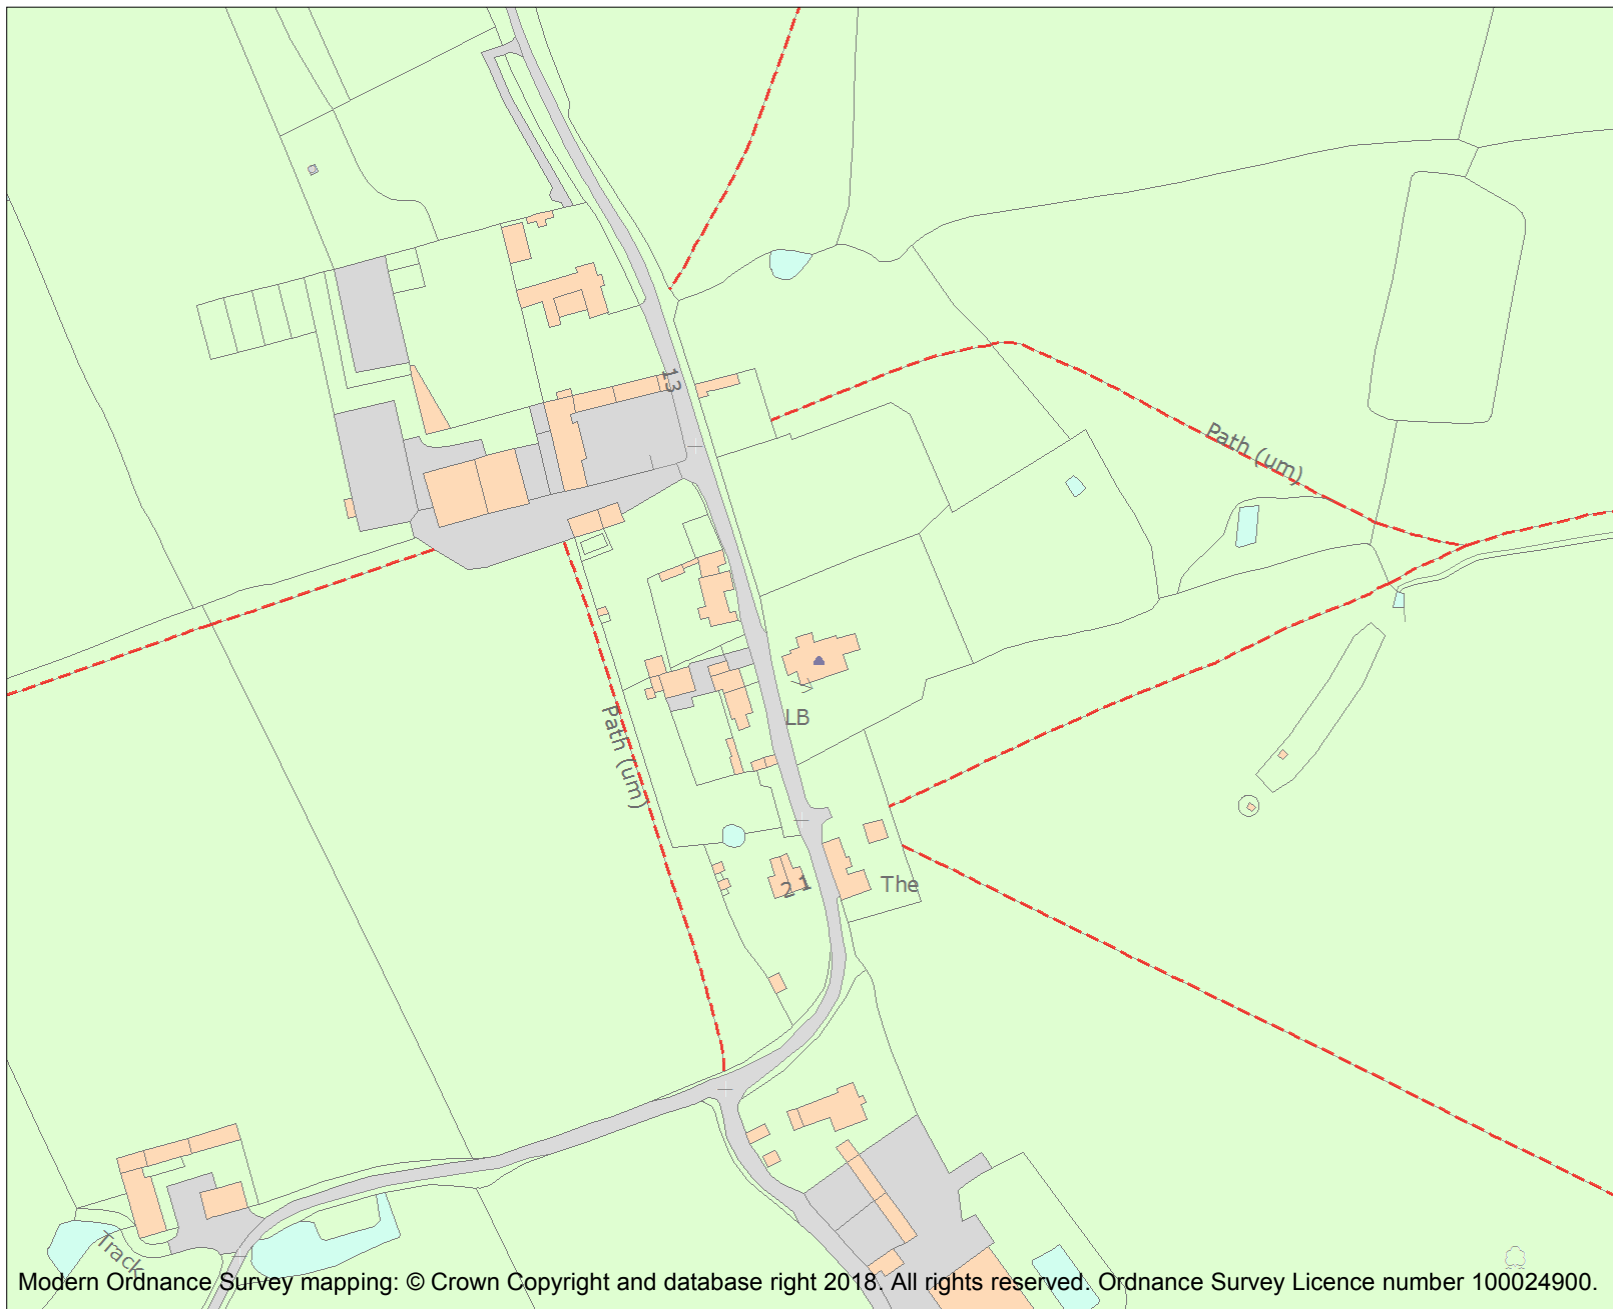 13
Path (um)
Path (um)
LB
The
2 1
Track
Modern Ordnance Survey mapping: © Crown Copyright and database right 2018. All rights reserved. Ordnance Survey Licence number 100024900.